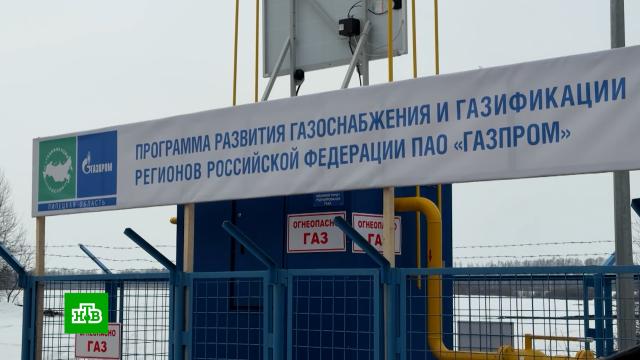 ПРОГРАММА РАЗВИТИЯ ГАЗОСНАБЖЕНИЯ И ГАЗИФИКАЦИИ
РЕГИОНОВ РОССИЙСКОЙ ФЕДЕРАЦИИ ПАО «ГАЗПРОМ»
ГАЗПРОМ
ЛИПЕЦКАЯ ОБЛАСТЬ
ОГНЕОПАСНО
ГАЗ
ОГНЕОПАСНО
ГАЗ
НТВ
ОГНЕОПАСНО
ГАЗ